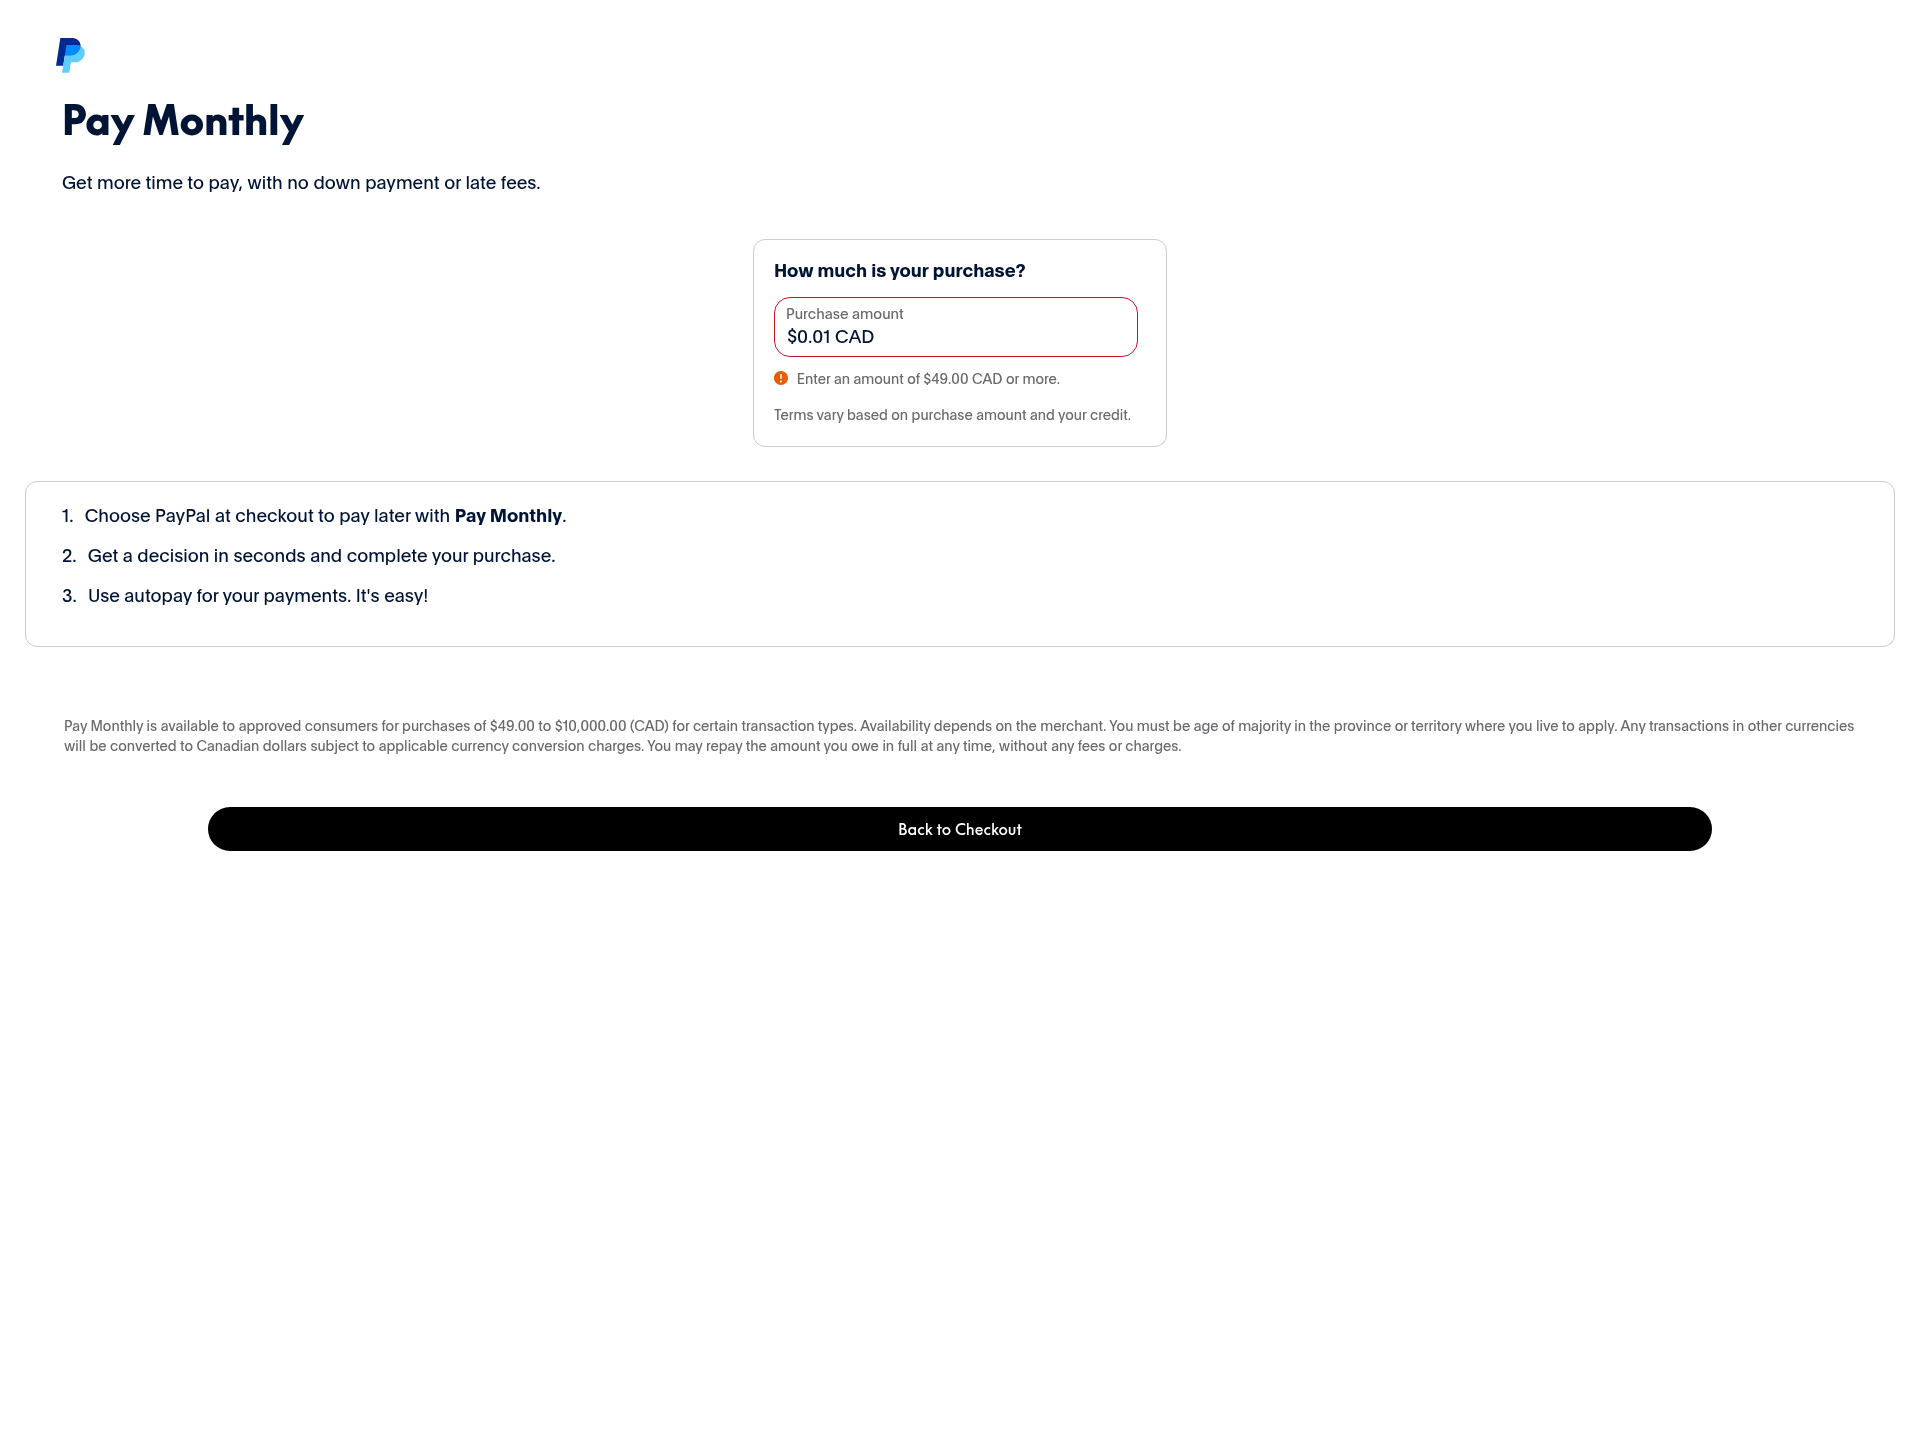 Pay Monthly
Get more time to pay, with no down payment or late fees.
How much is your purchase?
Purchase amount
$0.01 CAD
Enter an amount of $49.00 CAD or more.
Terms vary based on purchase amount and your credit.
1. Choose PayPal at checkout to pay later with Pay Monthly.
2. Get a decision in seconds and complete your purchase.
3. Use autopay for your payments. It's easy!
Pay Monthly is available to approved consumers for purchases of $49.00 to $10,000.00 (CAD) for certain transaction types. Availability depends on the merchant. You must be age of majority in the province or territory where you live to apply. Any transactions in other currencies
will be converted to Canadian dollars subject to applicable currency conversion charges. You may repay the amount you owe in full at any time, without any fees or charges.
Back to Checkout